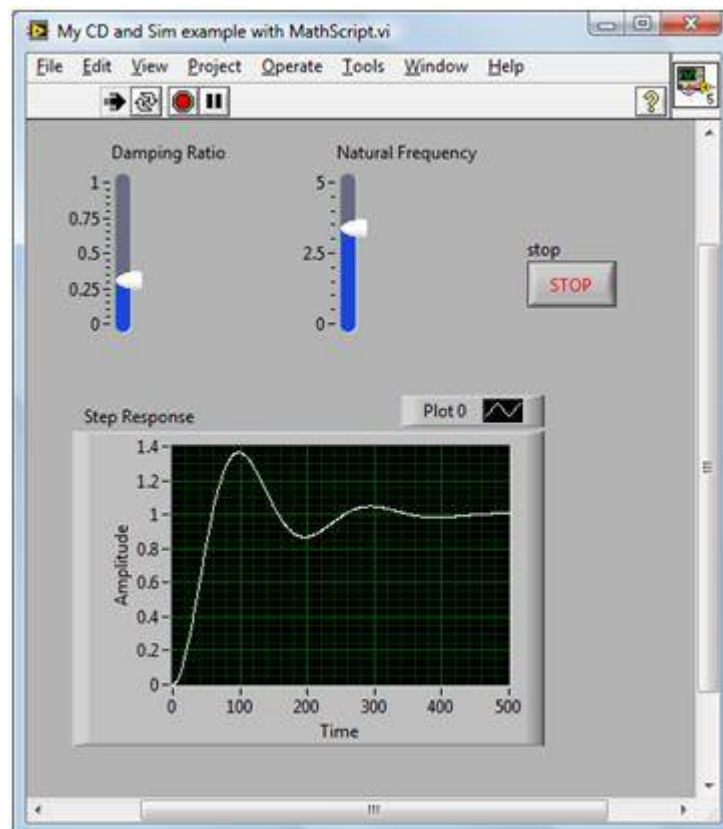 My CD and Sim example with MathScript.vi
File Edit View Project Operate Tools Window Help
5
Damping Ratio
Natural Frequency
1
0.75
0.5
0.25
0
5
2.5
0
stop
STOP
Step Response
Plot 0
Amplitude
1.4
1.2
1
0.8
0.6
0.4
0.2
0
0 100 200 300 400 500
Time